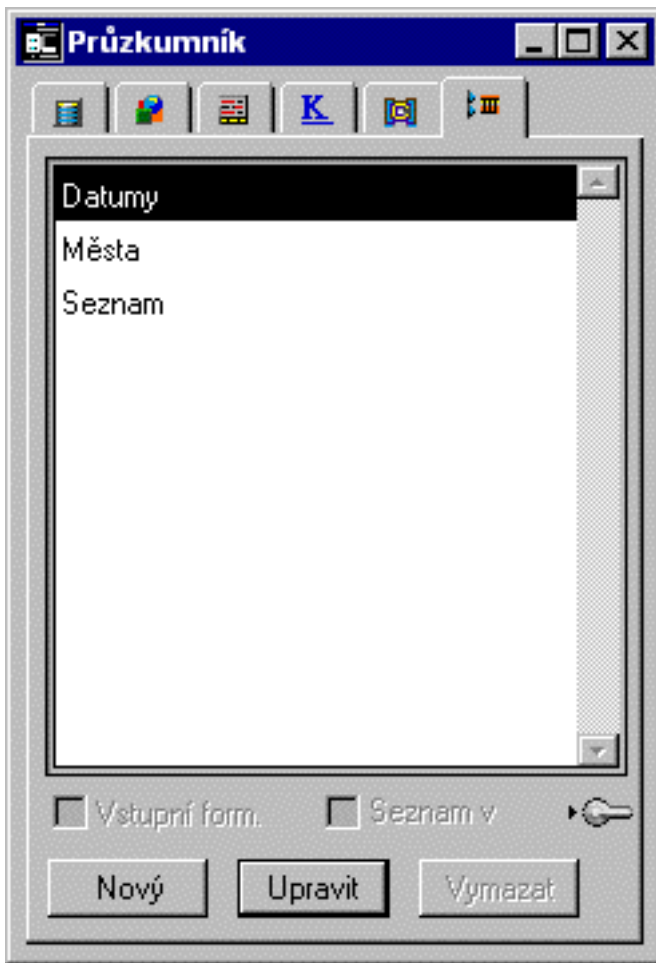 Průzkumník
K
Datumy
Města
Seznam
Vstupní form.
Seznam v
Nový
Upravit
Vymazat